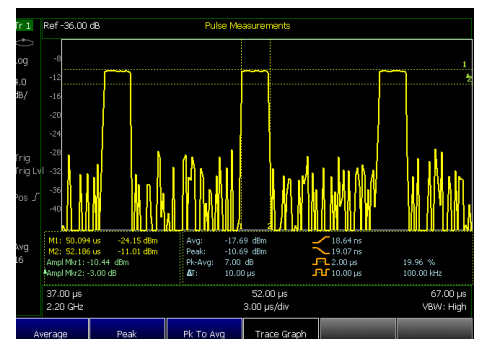 Tr 1 Ref -36.00 dB Pulse Measurements
Log
-8
1
4.0 -12 2
dB/
-16
-20
-24
-28
Trig
Trig Lvl -32
-36
Pos
-40
Avg
16
M1: 50.094 us -24.15 dBm Avg: -17.69 dBm 18.64 ns
M2: 52.186 us -11.01 dBm Peak: -10.69 dBm 19.07 ns
Ampl Mkr1: -10.44 dBm Pk-Avg: 7.00 dB 2.00 µs 19.96 %
Ampl Mkr2: -3.00 dB ΔT: 10.00 µs 10.00 µs 100.00 kHz
37.00 µs 52.00 µs 67.00 µs
2.20 GHz 3.00 µs/div VBW: High
Average Peak Pk To Avg Trace Graph